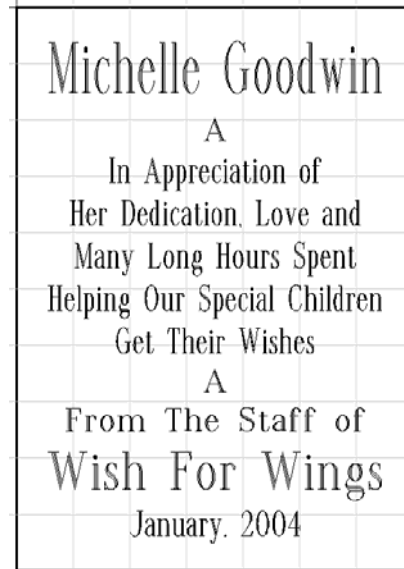 Michelle Goodwin
A
In Appreciation of
Her Dedication, Love and
Many Long Hours Spent
Helping Our Special Children
Get Their Wishes
A
From The Staff of
Wish For Wings
January, 2004